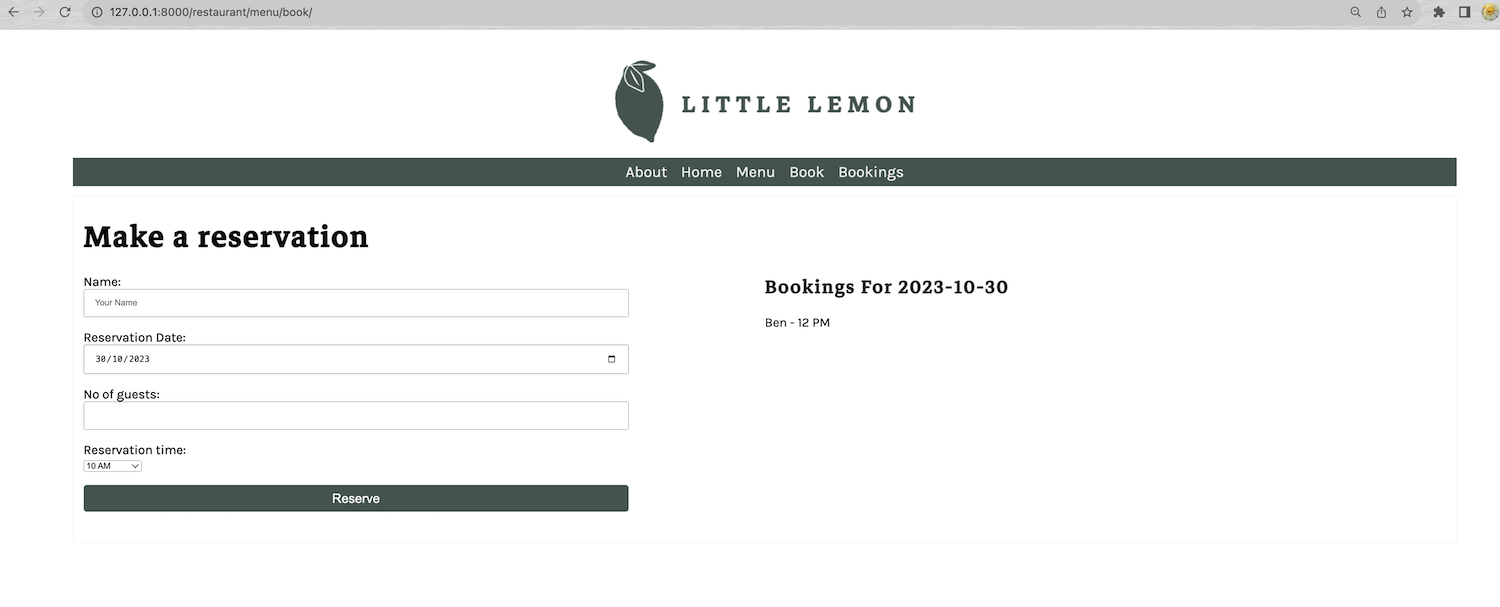 127.0.0.1:8000/restaurant/menu/book/
LITTLE LEMON
About Home Menu Book Bookings
Make a reservation
Name:
Your Name
Reservation Date:
30/10/2023
No of guests:
Reservation time:
10 AM
Reserve
Bookings For 2023-10-30
Ben - 12 PM